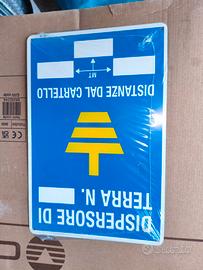 DISPERSORE DI
TERRA N.
DISTANZE DAL CARTELLO
MT